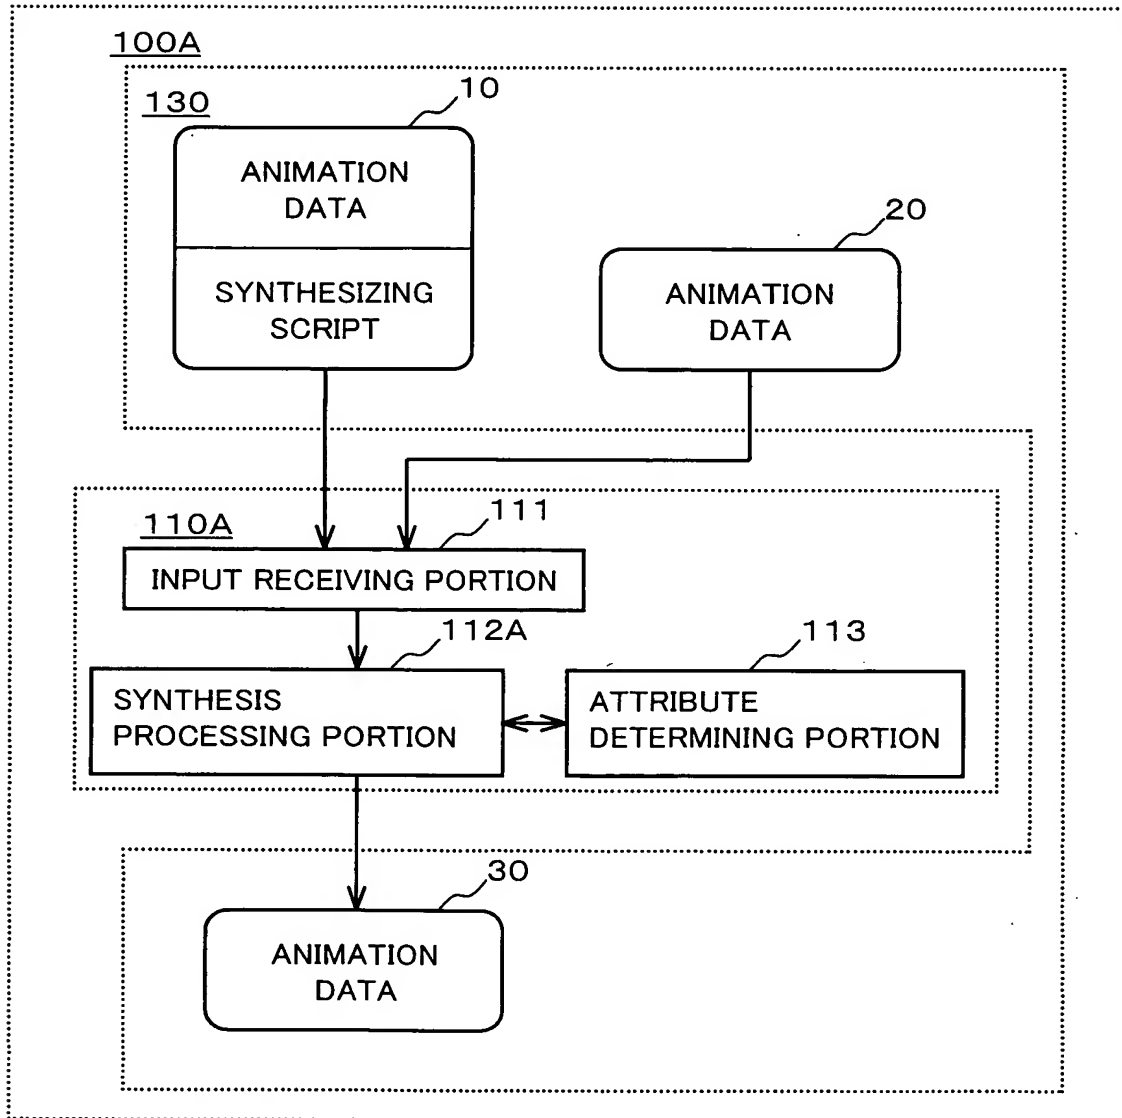 100A
130
10
ANIMATION
DATA
SYNTHESIZING
SCRIPT
20
ANIMATION
DATA
110A
111
INPUT RECEIVING PORTION
112A
SYNTHESIS
PROCESSING PORTION
113
ATTRIBUTE
DETERMINING PORTION
30
ANIMATION
DATA